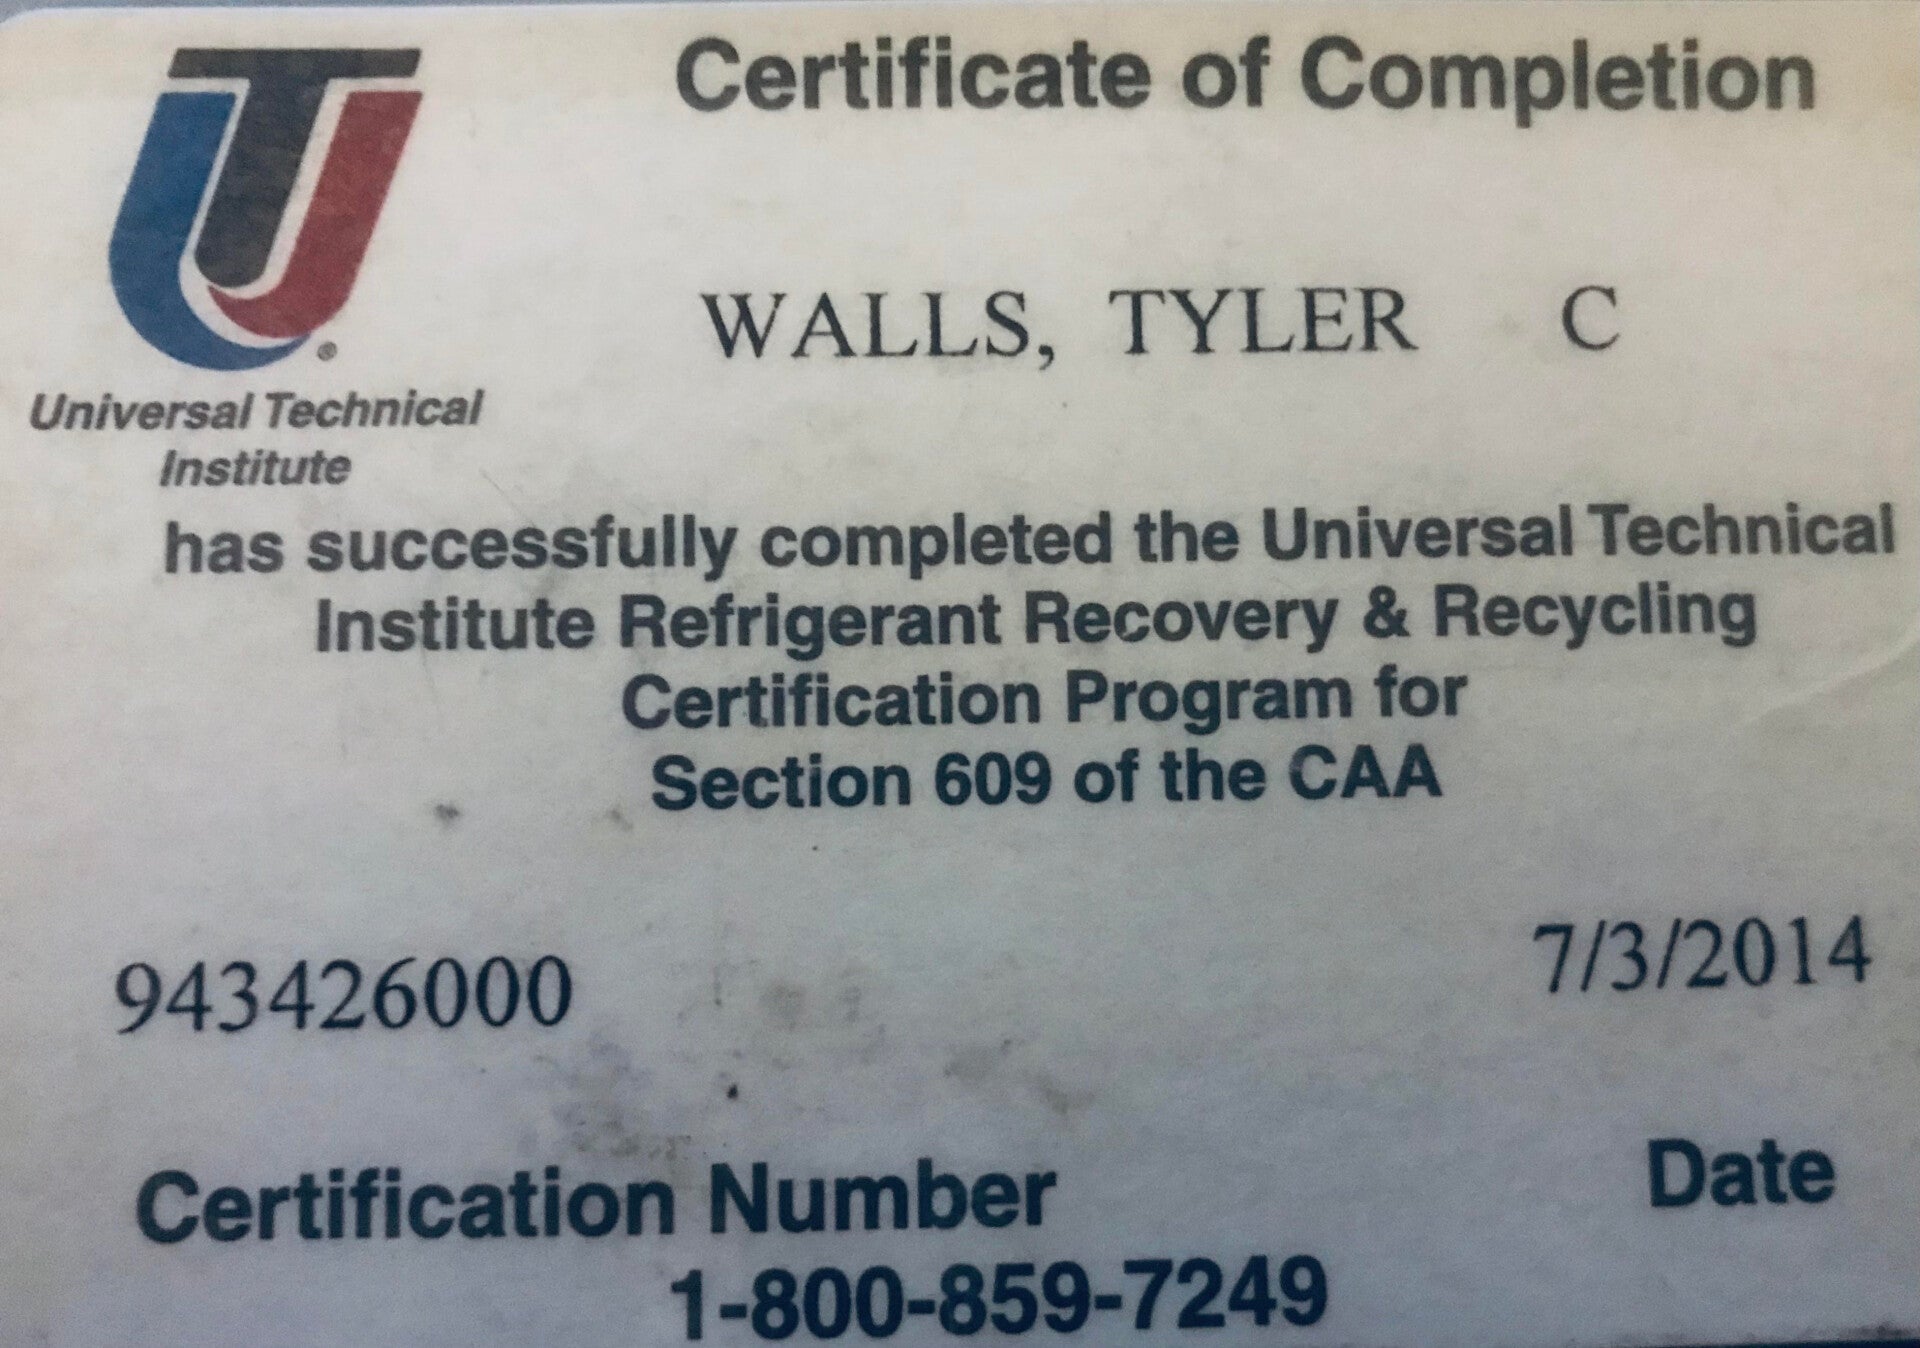 Certificate of Completion
WALLS, TYLER C
Universal Technical
Institute
has successfully completed the Universal Technical
Institute Refrigerant Recovery & Recycling
Certification Program for
Section 609 of the CAA
943426000
7/3/2014
Certification Number
Date
1-800-859-7249